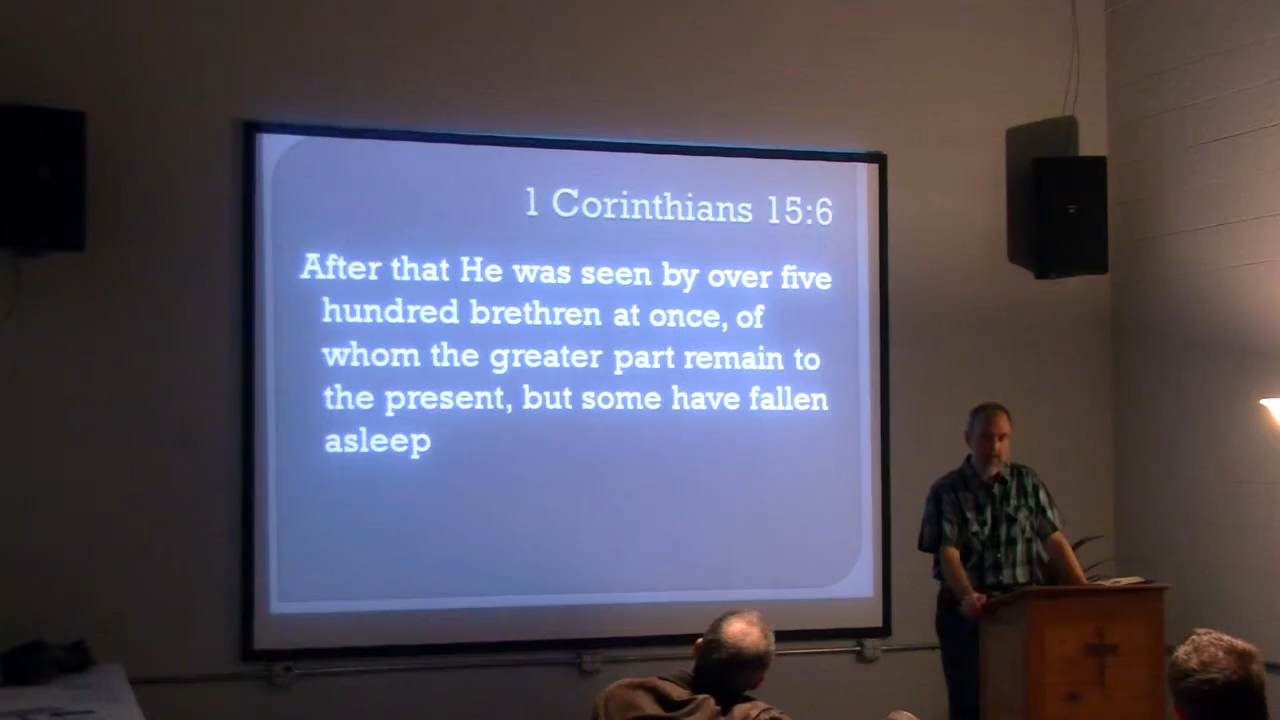 1 Corinthians 15:6
After that He was seen by over five
hundred brethren at once, of
whom the greater part remain to
the present, but some have fallen
asleep